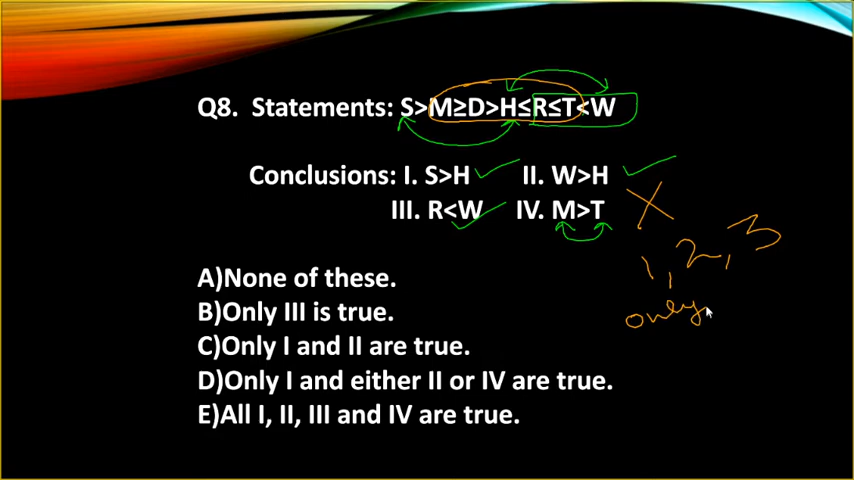 Q8. Statements: S>M≥D>H≤R≤T<W
Conclusions: I. S>H II. W>H
III. R<W IV. M>T
1, 2, 3
only
A)None of these.
B)Only III is true.
C)Only I and II are true.
D)Only I and either II or IV are true.
E)All I, II, III and IV are true.